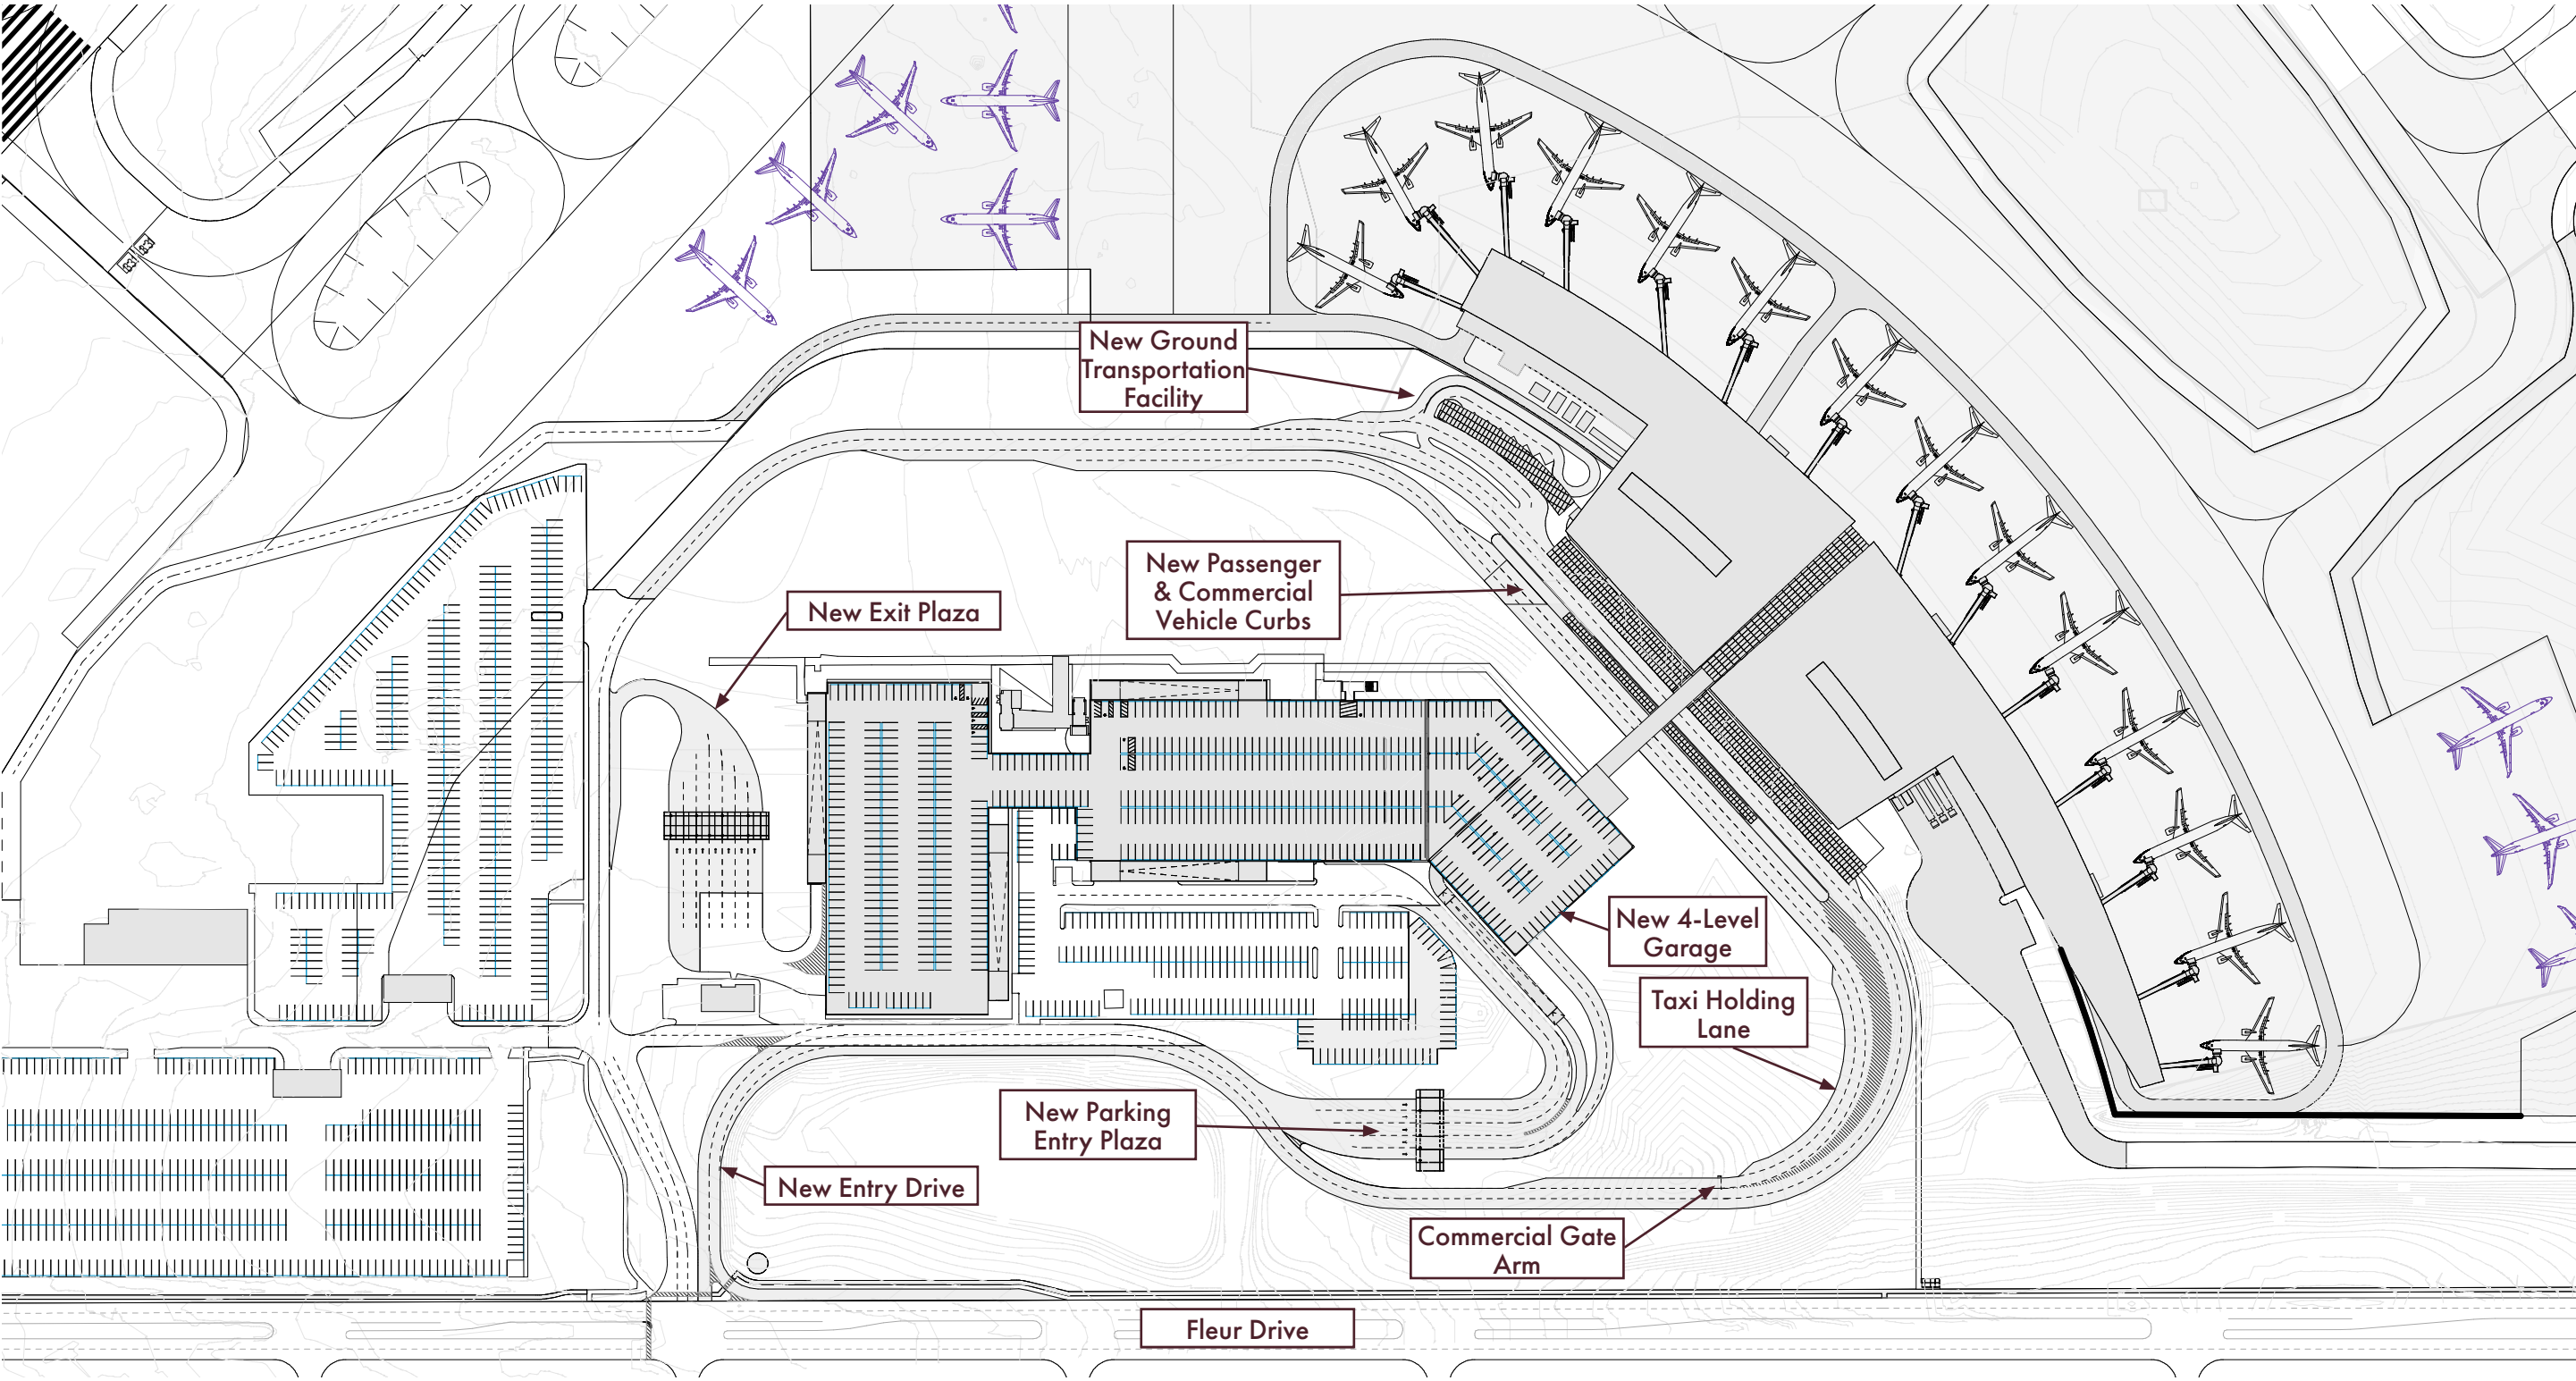 New Ground
Transportation
Facility
New Passenger
& Commercial
Vehicle Curbs
New Exit Plaza
New 4-Level
Garage
Taxi Holding
Lane
New Parking
Entry Plaza
New Entry Drive
Commercial Gate
Arm
Fleur Drive